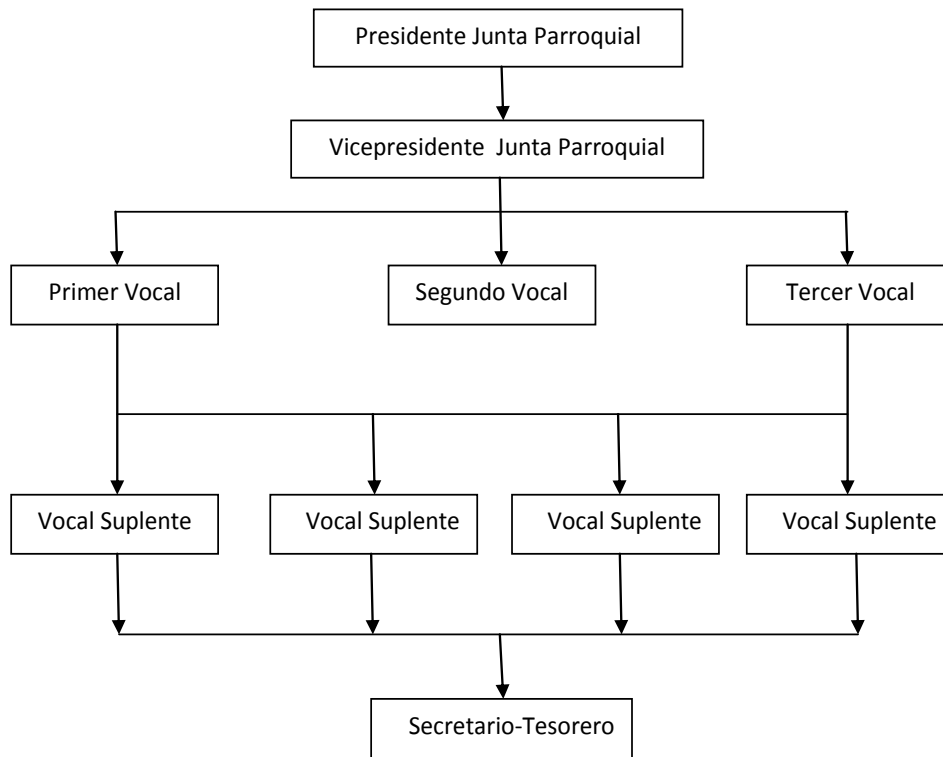 Presidente Junta Parroquial
Vicepresidente Junta Parroquial
Primer Vocal
Segundo Vocal
Tercer Vocal
Vocal Suplente
Vocal Suplente
Vocal Suplente
Vocal Suplente
Secretario-Tesorero